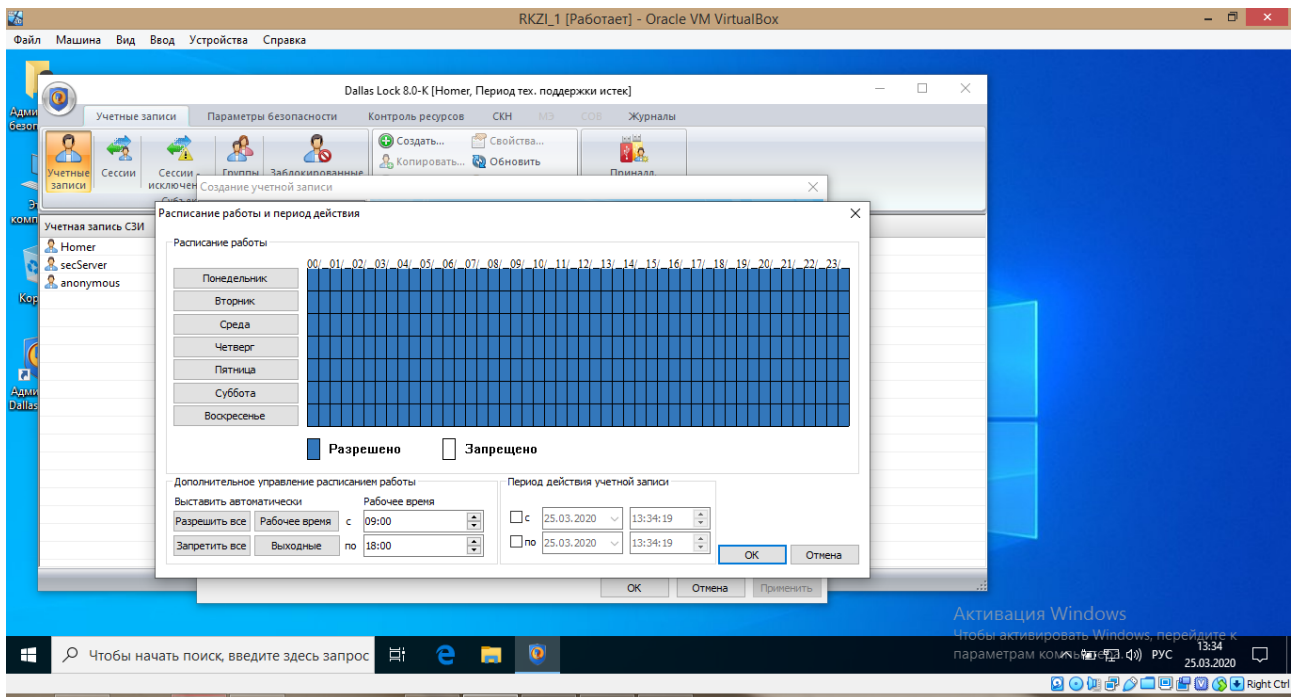 RKZI_1 [Работает] - Oracle VM VirtualBox
Файл Машина Вид Ввод Устройства Справка
Dallas Lock 8.0-K [Homer, Период тех. поддержки истек]
Учетные записи Параметры безопасности Контроль ресурсов СКН МЭ СОВ Журналы
Учетные записи
Сессии
Сессии -
Группы
Заблокированные
Создать...
Свойства...
Копировать...
Обновить
Создание учетной записи
Учетная запись СЗИ
Homer
secServer
anonymous
Расписание работы и период действия
Расписание работы
00/_01/_02/_03/_04/_05/_06/_07/_08/_09/_10/_11/_12/_13/_14/_15/_16/_17/_18/_19/_20/_21/_22/_23/_
Понедельник
Вторник
Среда
Четверг
Пятница
Суббота
Воскресенье
Разрешено Запрещено
Дополнительное управление расписанием работы
Выставить автоматически Рабочее время
Разрешить все Рабочее время с 09:00
Запретить все Выходные по 18:00
Период действия учетной записи
с 25.03.2020 13:34:19
по 25.03.2020 13:34:19
OK Отмена
OK Отмена Применить
Активация Windows
Чтобы активировать Windows, перейдите к
параметрам
Чтобы начать поиск, введите здесь запрос
РУС
13:34
25.03.2020
Right Ctrl